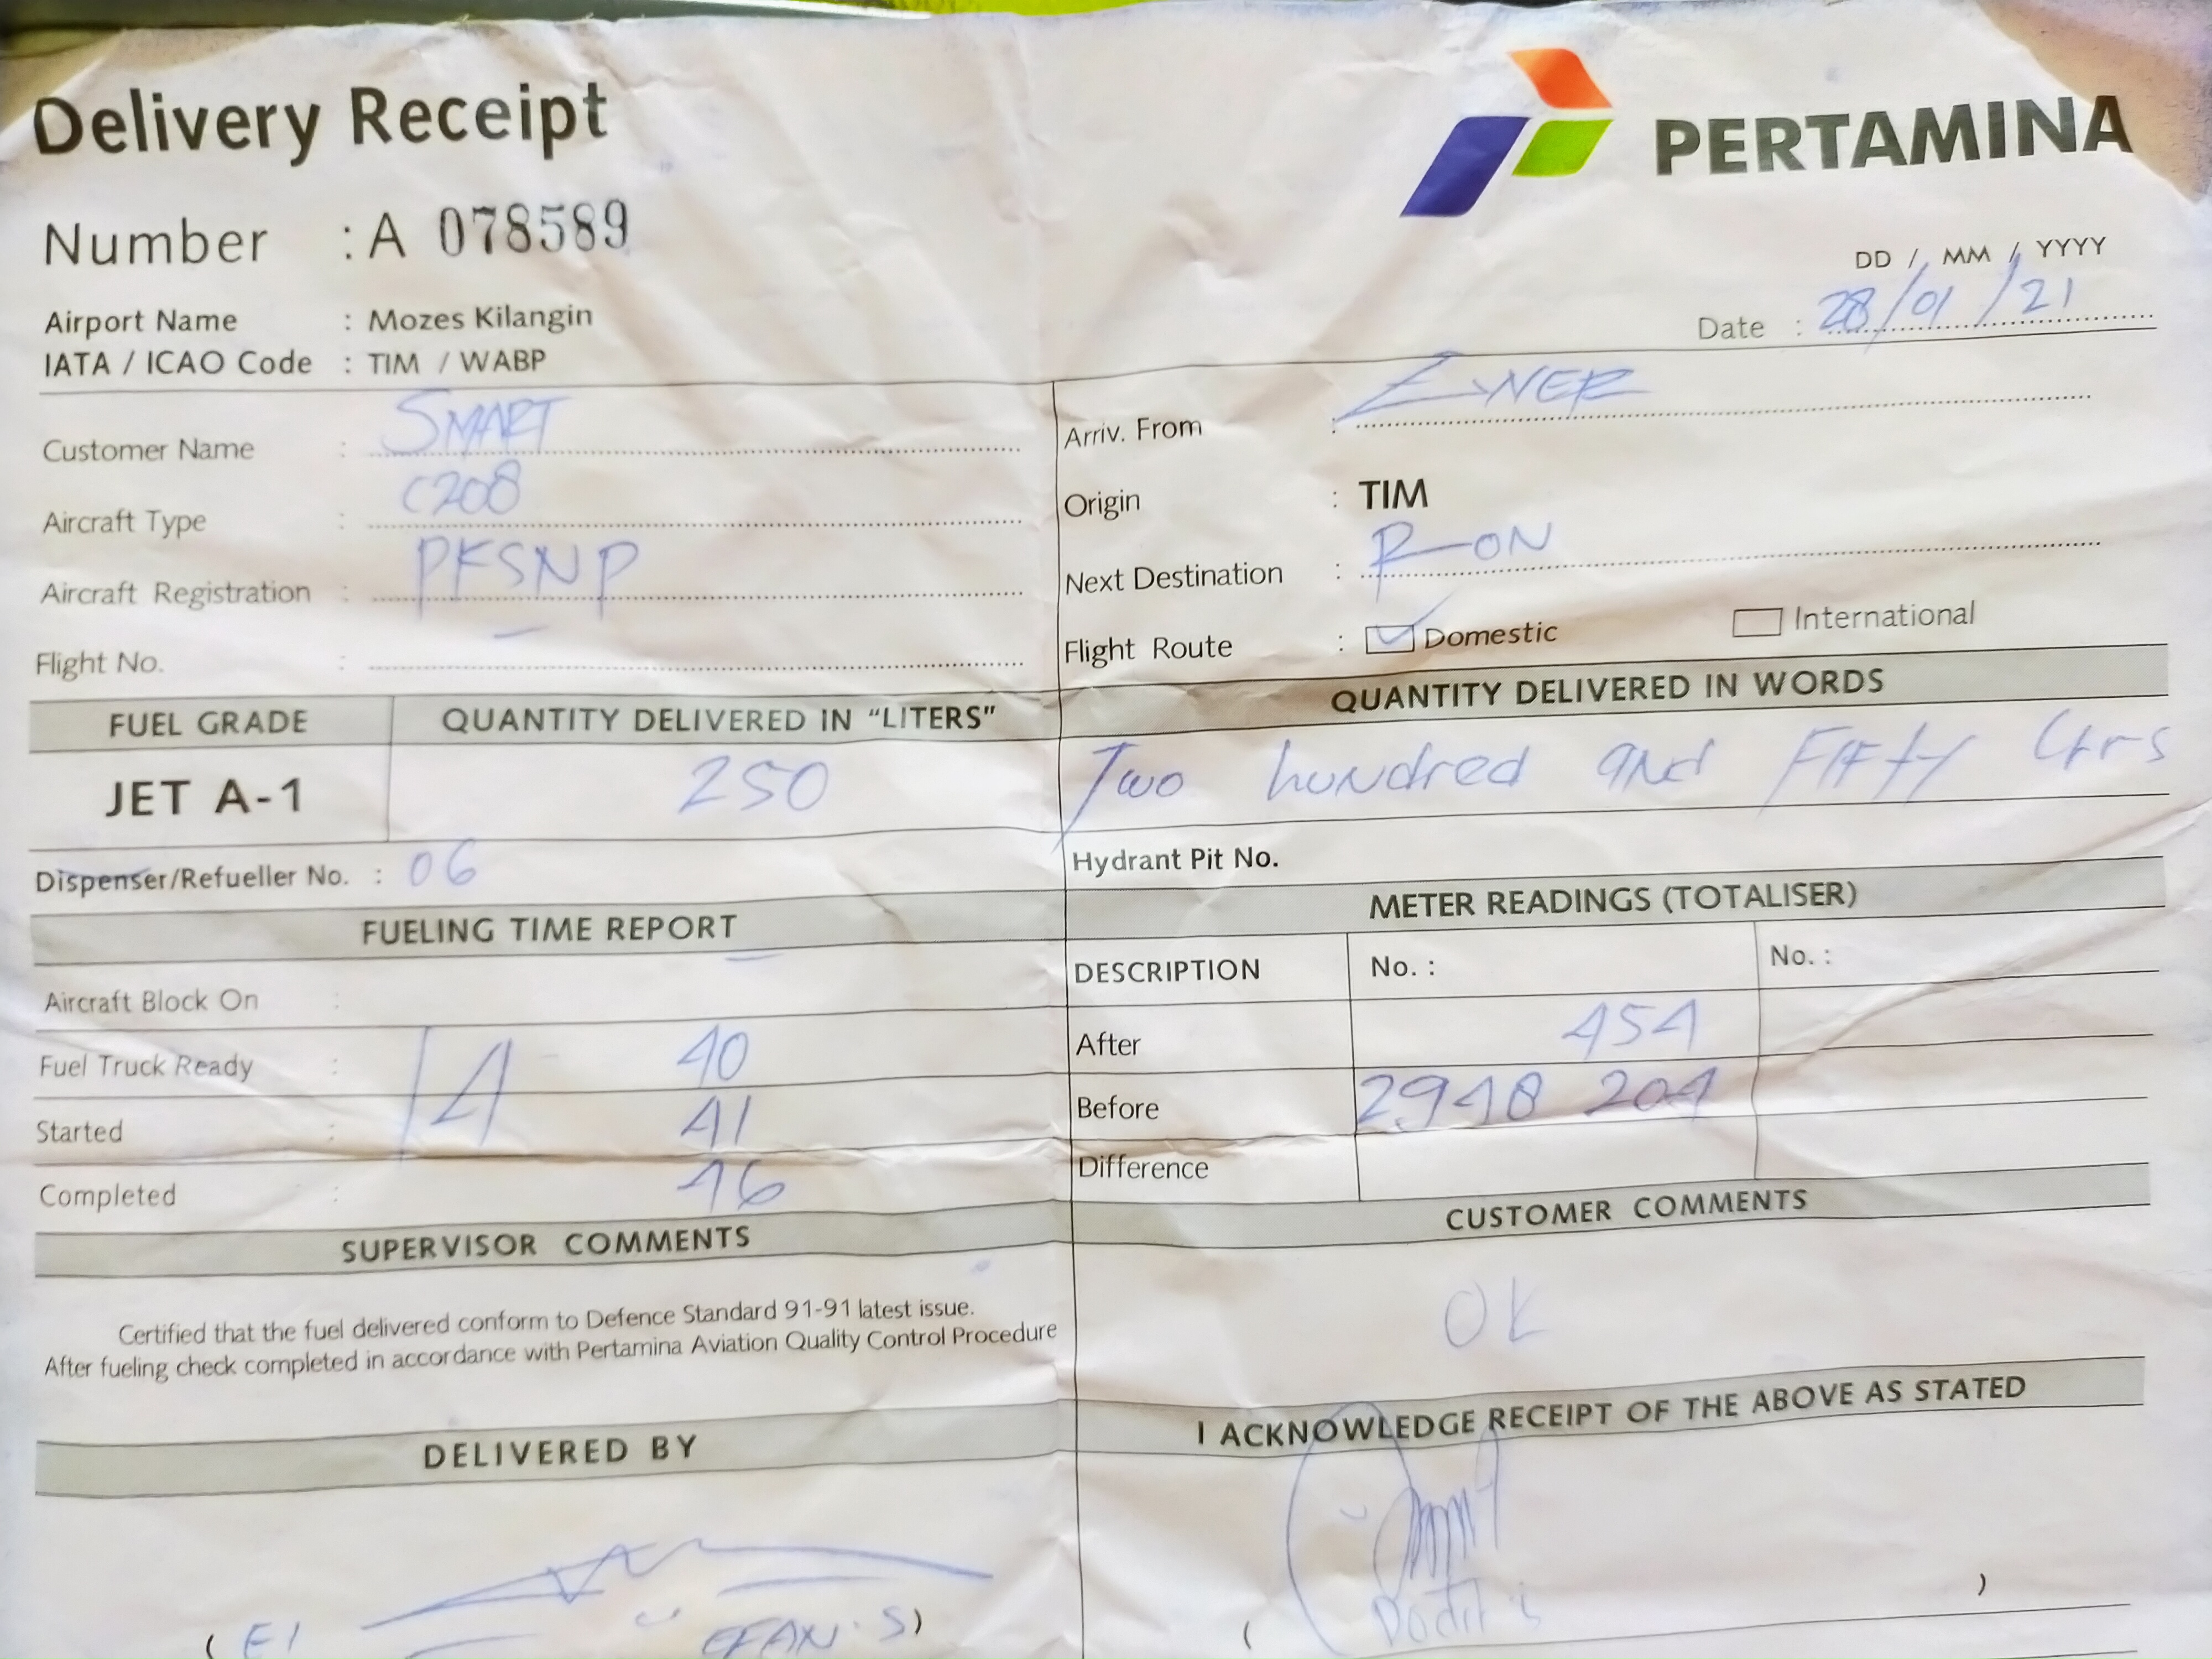 Delivery Receipt
PERTAMINA
Number : A 078589
DD / MM / YYYY
Date : 28/01/21
Airport Name : Mozes Kilangin
IATA / ICAO Code : TIM / WABP
Customer Name : SMART
Aircraft Type : C208
Aircraft Registration : PKSNP
Flight No. : -
Arriv. From :
Origin : TIM
Next Destination : R-ON
Flight Route : Domestic International
FUEL GRADE QUANTITY DELIVERED IN "LITERS"
JET A-1 250
QUANTITY DELIVERED IN WORDS
Two hundred and Fifty Ltrs
Dispenser/Refueller No. : 06
Hydrant Pit No.
FUELING TIME REPORT
Aircraft Block On : -
Fuel Truck Ready : 14 40
Started : 41
Completed : 46
METER READINGS (TOTALISER)
DESCRIPTION No. : No. :
After 454
Before 2948 204
Difference
SUPERVISOR COMMENTS
Certified that the fuel delivered conform to Defence Standard 91-91 latest issue.
After fueling check completed in accordance with Pertamina Aviation Quality Control Procedure
CUSTOMER COMMENTS
OK
DELIVERED BY
I ACKNOWLEDGE RECEIPT OF THE ABOVE AS STATED